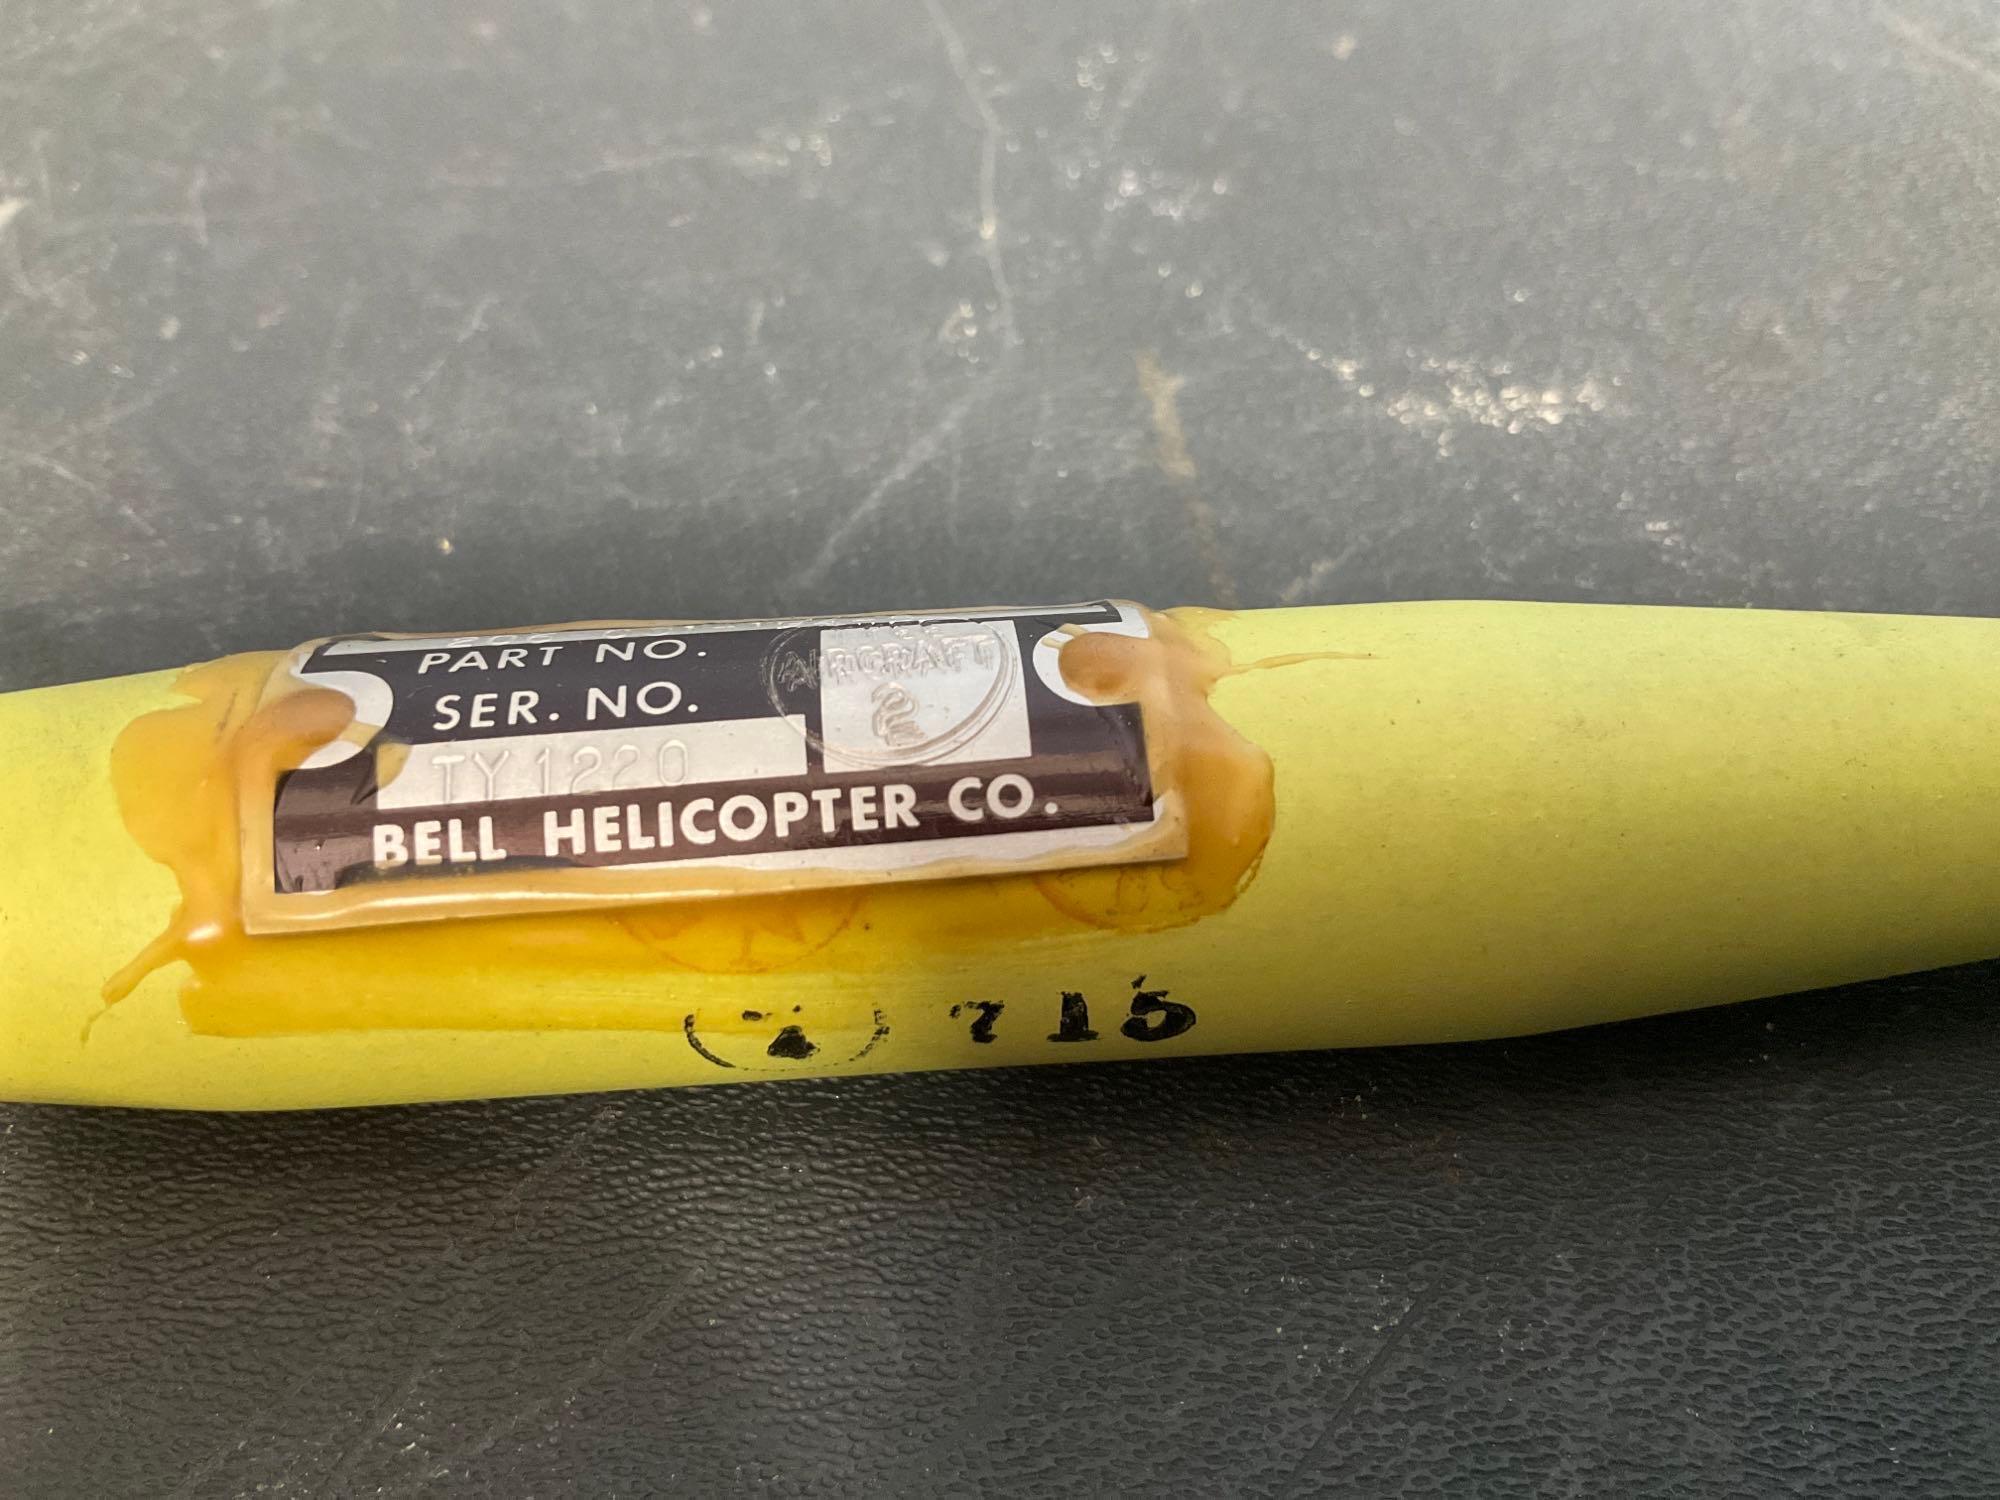 PART NO.
SER. NO.
TY1220
AIRCRAFT
BELL HELICOPTER CO.
715